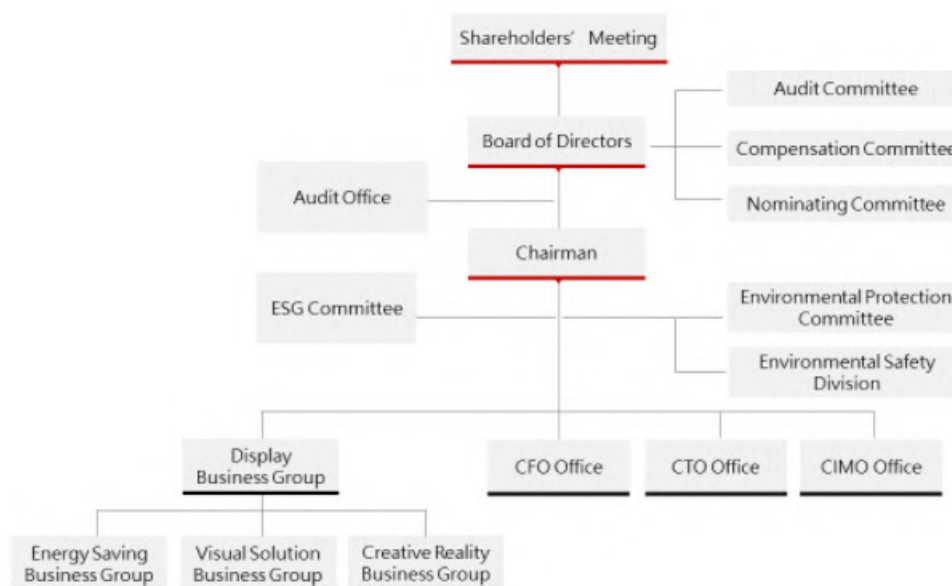 Shareholders' Meeting
Audit Committee
Board of Directors
Compensation Committee
Audit Office
Nominating Committee
Chairman
ESG Committee
Environmental Protection
Committee
Environmental Safety
Division
Display
Business Group
CFO Office
CTO Office
CIMO Office
Energy Saving
Business Group
Visual Solution
Business Group
Creative Reality
Business Group